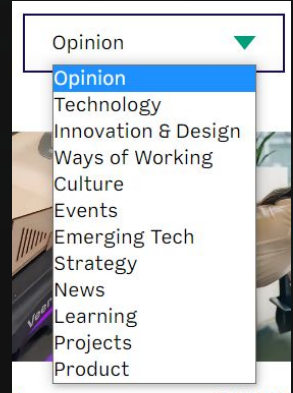 Opinion
Opinion
Technology
Innovation & Design
Ways of Working
Culture
Events
Emerging Tech
Strategy
News
Learning
Projects
Product